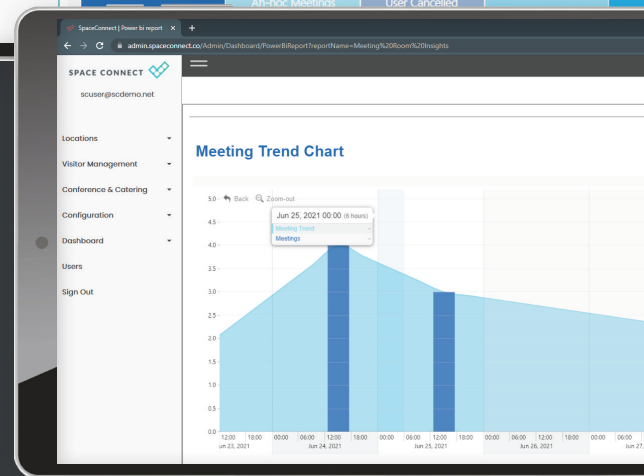 Ad-hoc Meetings
User Cancelled
SpaceConnect | Power bi report
admin.spaceconnect.co/Admin/Dashboard/PowerBiReport?reportName=Meeting%20Room%20Insights
SPACE CONNECT
scuser@scdemo.net
Locations
Visitor Management
Conference & Catering
Configuration
Dashboard
Users
Sign Out
Meeting Trend Chart
5.0 Back Zoom-out
Jun 25, 2021 00:00 (6 hours)
Meeting Trend -
Meetings -
4.5
4.0
3.5
3.0
2.5
2.0
1.5
1.0
0.5
0.0
12:00 18:00 00:00 06:00 12:00 18:00 00:00 06:00 12:00 18:00 00:00 06:00 12:00 18:00 00:00 06:00
un 23, 2021 Jun 24, 2021 Jun 25, 2021 Jun 26, 2021 Jun 27,